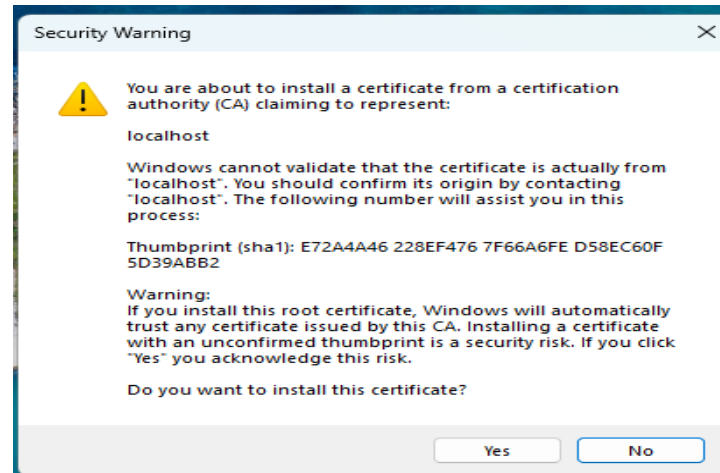 Security Warning
You are about to install a certificate from a certification
authority (CA) claiming to represent:
localhost
Windows cannot validate that the certificate is actually from
"localhost". You should confirm its origin by contacting
"localhost". The following number will assist you in this
process:
Thumbprint (sha1): E72A4A46 228EF476 7F66A6FE D58EC60F
5D39ABB2
Warning:
If you install this root certificate, Windows will automatically
trust any certificate issued by this CA. Installing a certificate
with an unconfirmed thumbprint is a security risk. If you click
"Yes" you acknowledge this risk.
Do you want to install this certificate?
Yes No